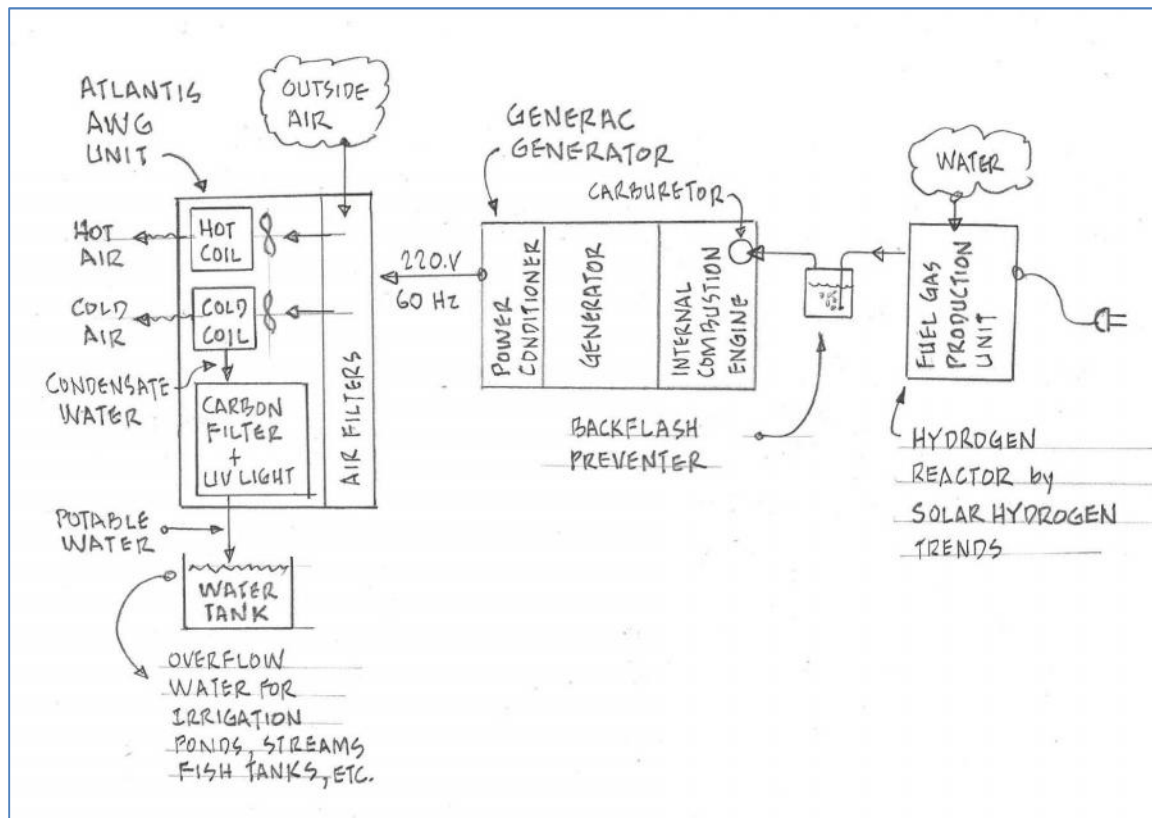 ATLANTIS
AWG
UNIT
OUTSIDE
AIR
HOT
AIR
HOT
COIL
COLD
AIR
COLD
COIL
CONDENSATE
WATER
CARBON
FILTER
+
UV LIGHT
AIR FILTERS
POTABLE
WATER
WATER
TANK
OVERFLOW
WATER FOR
IRRIGATION
PONDS, STREAMS
FISH TANKS, ETC.
220.V
60 Hz
GENERAC
GENERATOR
CARBURETOR
POWER
CONDITIONER
GENERATOR
INTERNAL
COMBUSTION
ENGINE
BACKFLASH
PREVENTER
WATER
FUEL GAS
PRODUCTION
UNIT
HYDROGEN
REACTOR by
SOLAR HYDROGEN
TRENDS